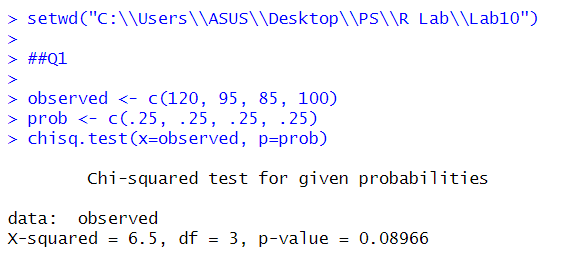 > setwd("C:\\Users\\ASUS\\Desktop\\PS\\R Lab\\Lab10")
>
> ##Q1
>
> observed <- c(120, 95, 85, 100)
> prob <- c(.25, .25, .25, .25)
> chisq.test(x=observed, p=prob)

        Chi-squared test for given probabilities

data:  observed
X-squared = 6.5, df = 3, p-value = 0.08966